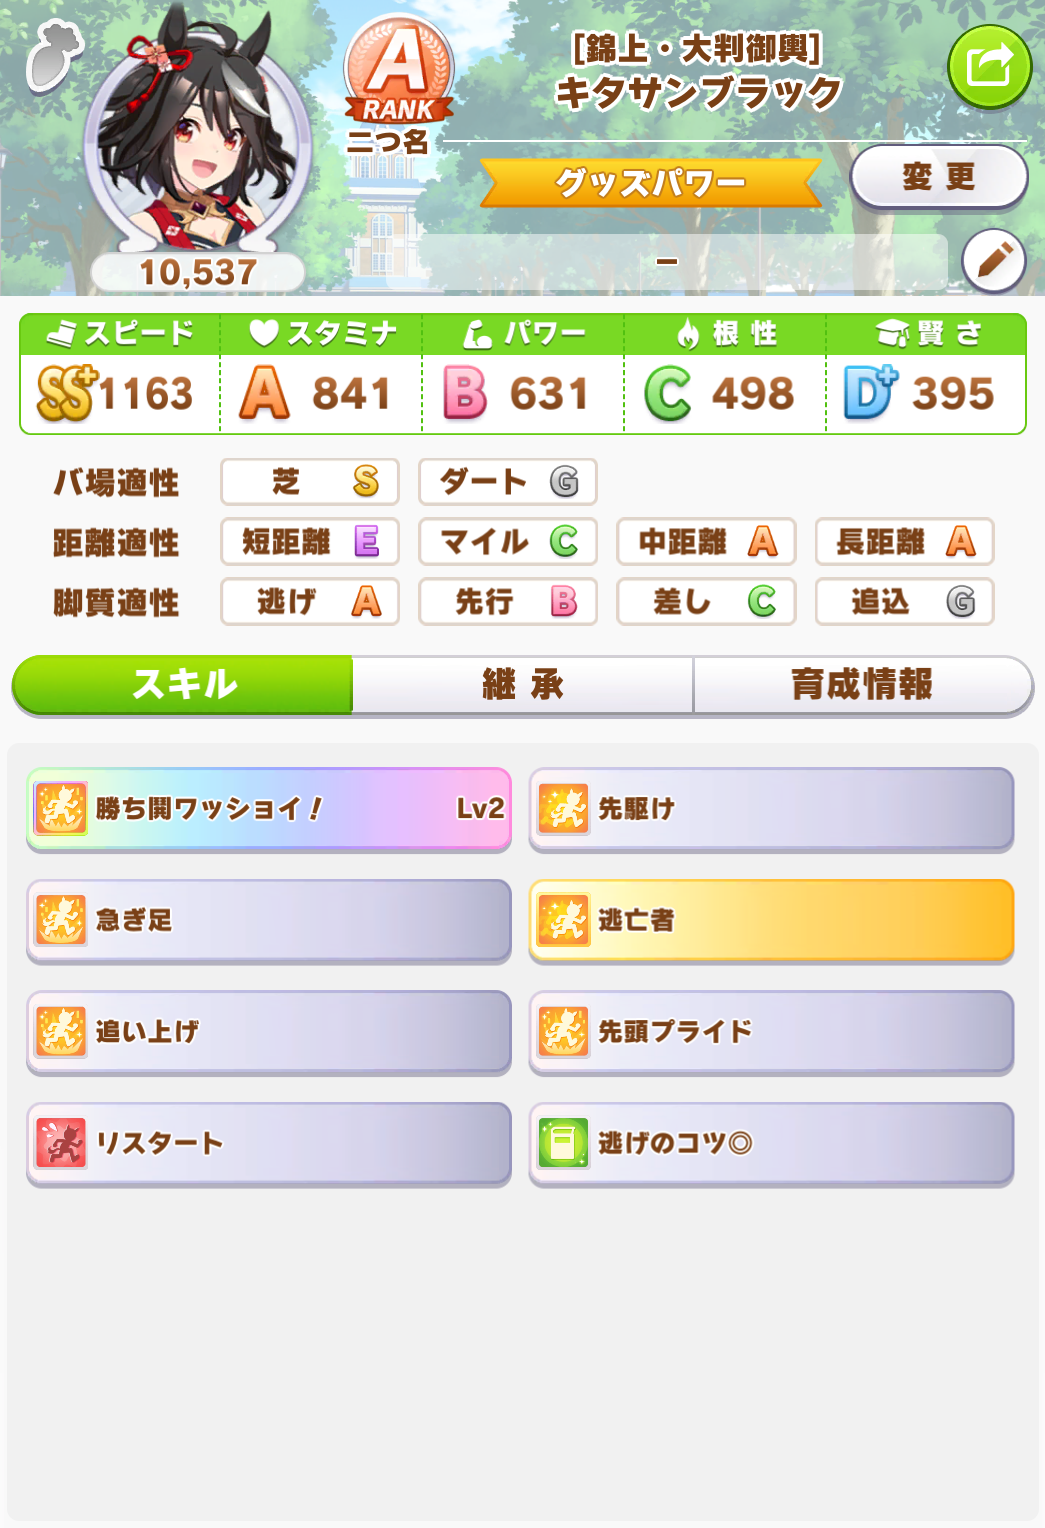 A
RANK
二つ名
[錦上・大判御輿]
キタサンブラック
グッズパワー
変更
10,537
–
スピード スタミナ パワー 根性 賢さ
SS+ 1163 A 841 B 631 C 498 D+ 395
バ場適性 芝 S ダート G
距離適性 短距離 E マイル C 中距離 A 長距離 A
脚質適性 逃げ A 先行 B 差し C 追込 G
スキル 継承 育成情報
勝ち鬨ワッショイ! Lv2 先駆け
急ぎ足 逃亡者
追い上げ 先頭プライド
リスタート 逃げのコツ◎